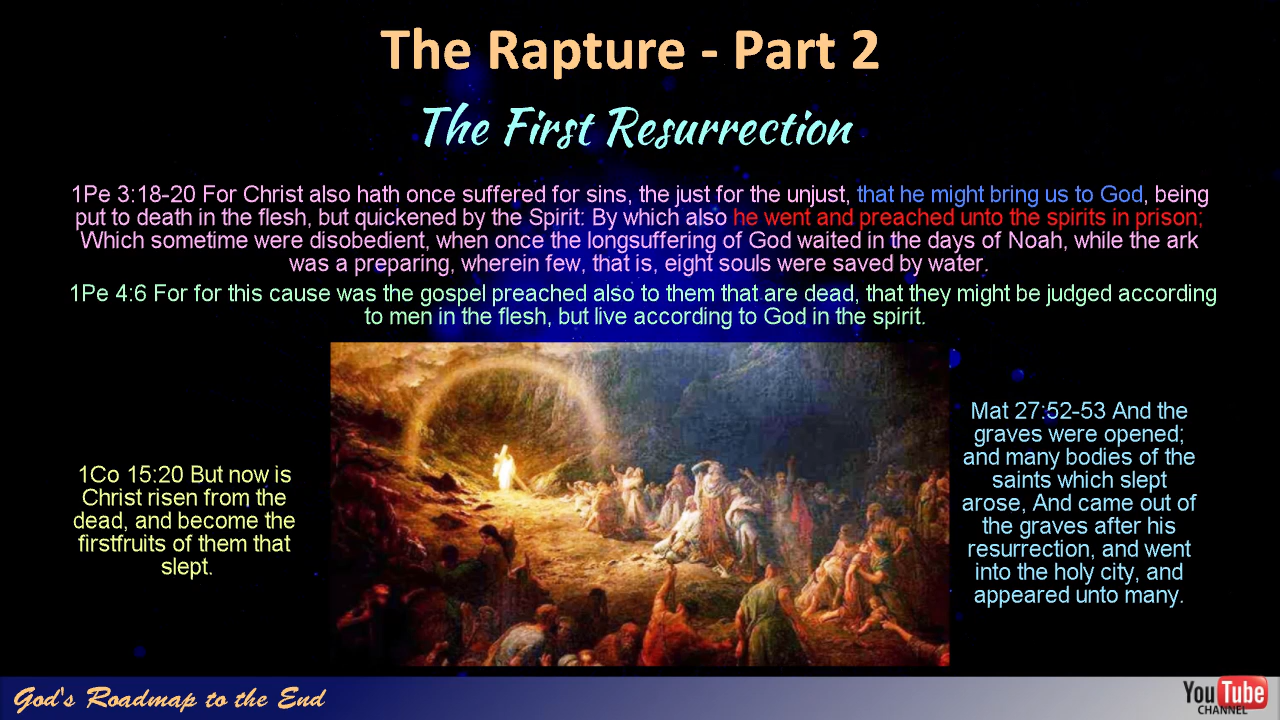 The Rapture - Part 2
The First Resurrection
1Pe 3:18-20 For Christ also hath once suffered for sins, the just for the unjust, that he might bring us to God, being
put to death in the flesh, but quickened by the Spirit: By which also he went and preached unto the spirits in prison;
Which sometime were disobedient, when once the longsuffering of God waited in the days of Noah, while the ark
was a preparing, wherein few, that is, eight souls were saved by water.
1Pe 4:6 For for this cause was the gospel preached also to them that are dead, that they might be judged according
to men in the flesh, but live according to God in the spirit.
1Co 15:20 But now is
Christ risen from the
dead, and become the
firstfruits of them that
slept.
Mat 27:52-53 And the
graves were opened;
and many bodies of the
saints which slept
arose, And came out of
the graves after his
resurrection, and went
into the holy city, and
appeared unto many.
God's Roadmap to the End
YouTube
CHANNEL